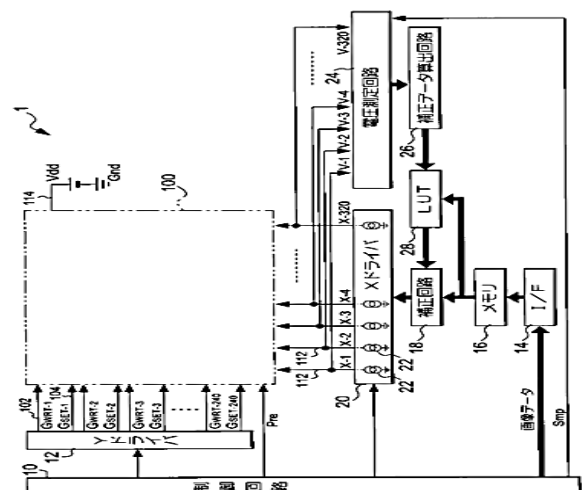 1
Vdd
Gnd
114
100
102
GWRT-1
104
GSET-1
GWRT-2
GSET-2
GWRT-3
GSET-3
GWRT-240
GSET-240
Pre
10
12
Yドライバ
制御回路
X-1
X-2
X-3
X-4
X-320
112
112
V-1
V-2
V-3
V-4
V-320
24
電圧測定回路
20
Xドライバ
22
22
26
補正データ算出回路
28
LUT
18
補正回路
16
メモリ
14
I/F
画像データ
Smp